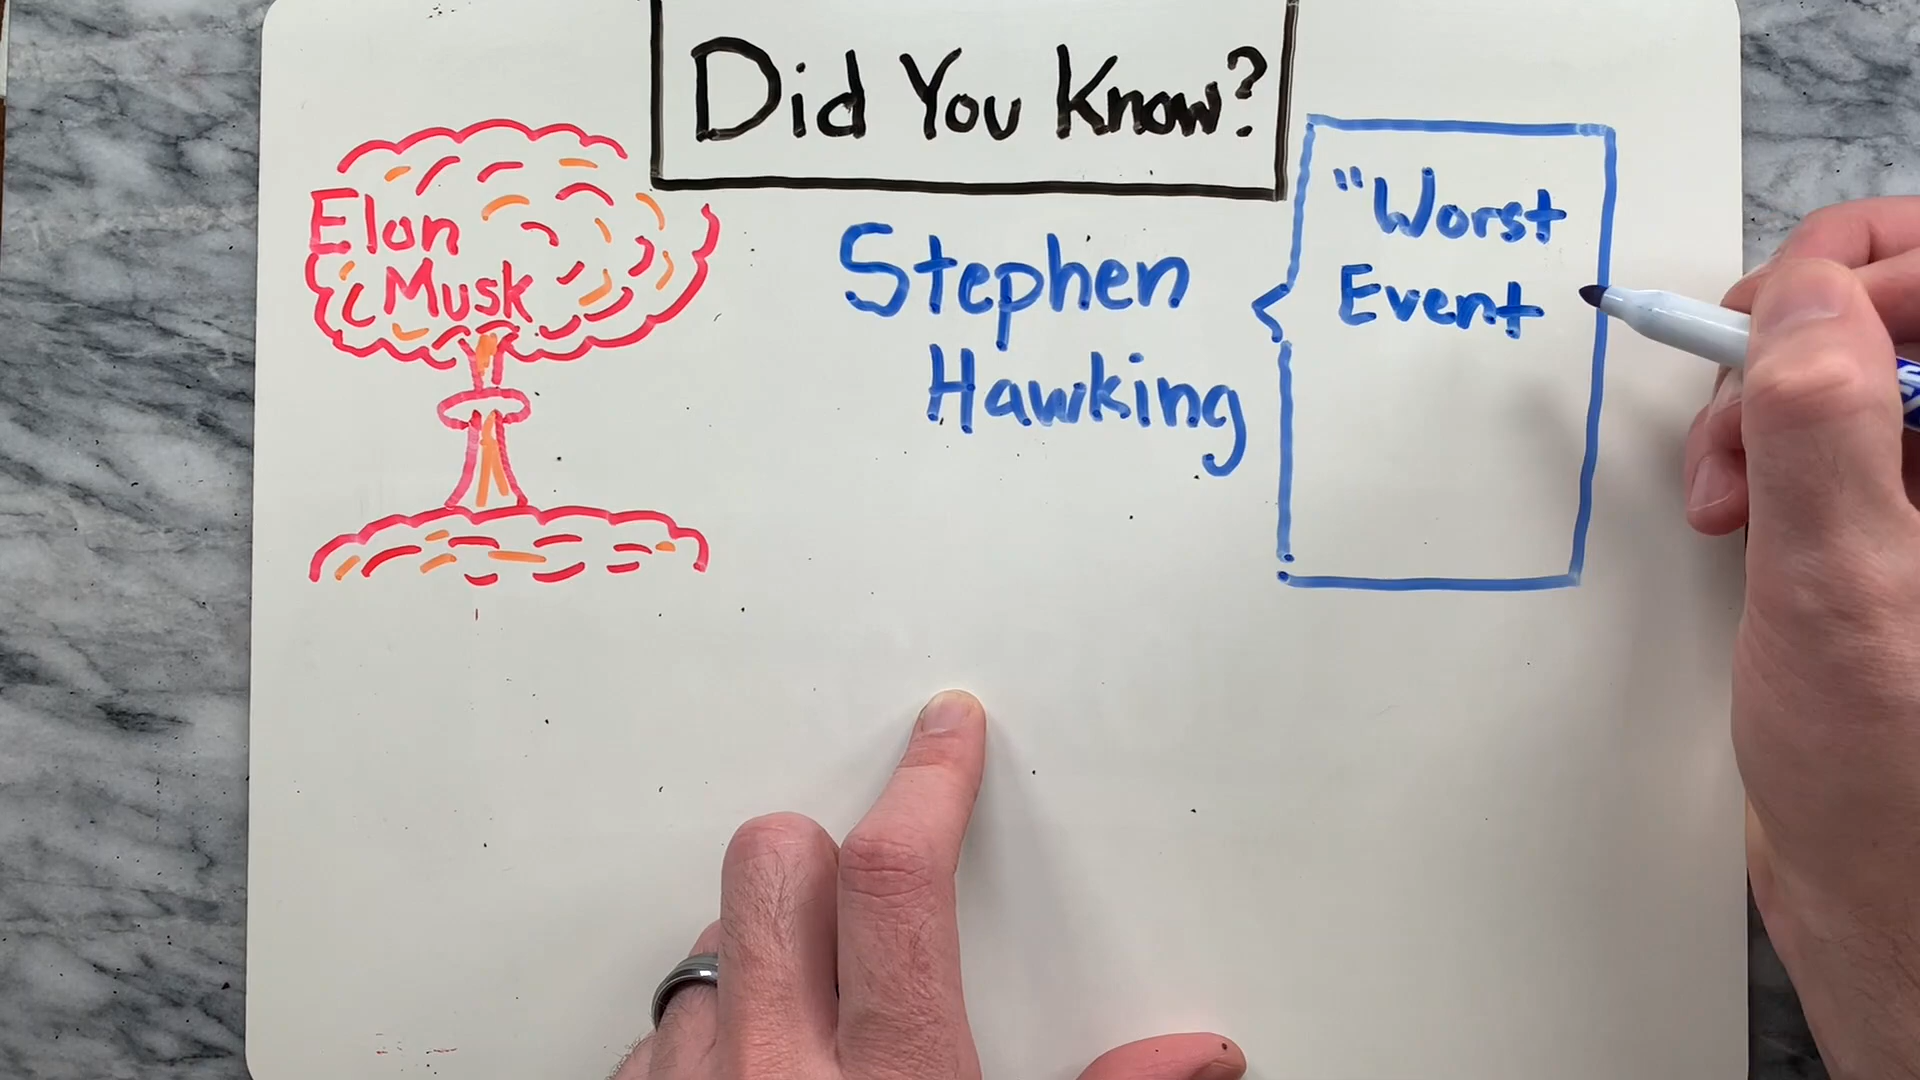 Did You Know?
Elon
Musk
Stephen
Hawking
"Worst
Event